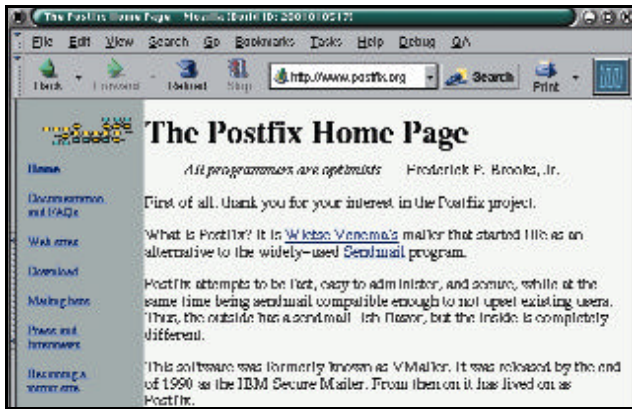 The Postfix Home Page - Mozilla {Build ID: 2001010517}
File Edit View Search Go Bookmarks Tasks Help Debug QA
Back Forward Reload Stop http://www.postfix.org Search Print
The Postfix Home Page
All programmers are optimists Frederick P. Brooks, Jr.
Home
Documentation
and FAQs
First of all, thank you for your interest in the Postfix project.
Web sites
What is Postfix? It is Wietse Venema's mailer that started life as an
alternative to the widely-used Sendmail program.
Download
Mailing lists
Postfix attempts to be fast, easy to administer, and secure, while at the
same time being sendmail compatible enough to not upset existing users.
Thus, the outside has a sendmail-ish flavor, but the inside is completely
different.
Press and
Interviews
Becoming a
mirror site
This software was formerly known as VMailer. It was released by the end
of 1990 as the IBM Secure Mailer. From then on it has lived on as
Postfix.